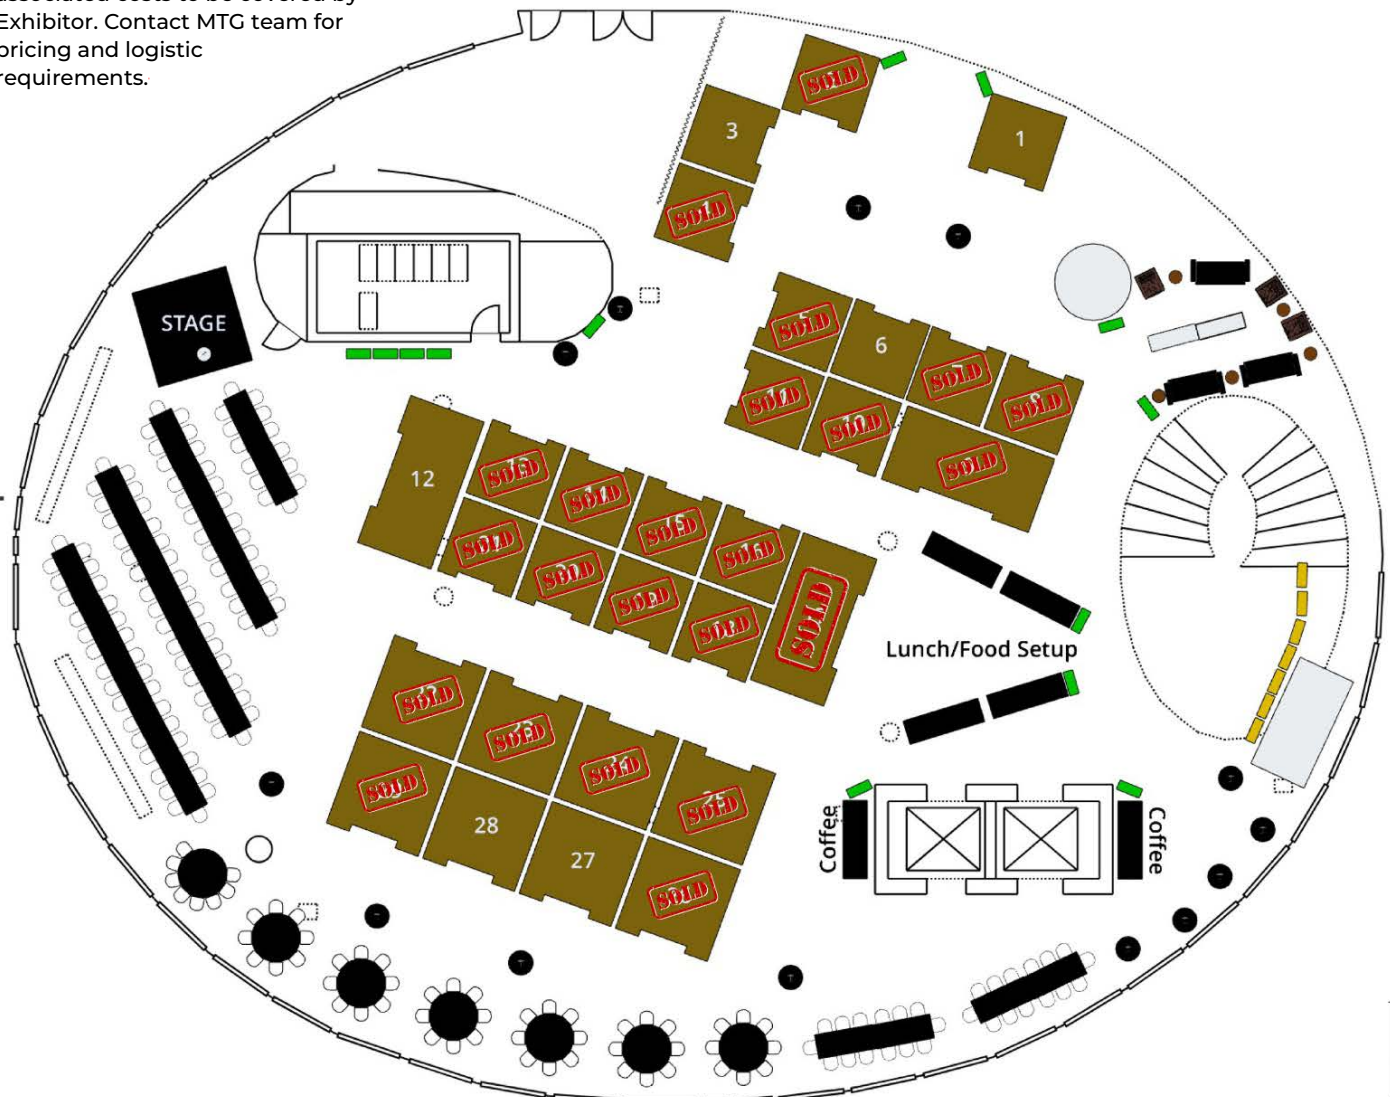 associated costs to be covered by
Exhibitor. Contact MTG team for
pricing and logistic
requirements.
SOLD
3
1
SOLD
STAGE
SOLD
6
SOLD
SOLD
SOLD
SOLD
SOLD
12
SOLD
SOLD
SOLD
SOLD
SOLD
SOLD
SOLD
SOLD
SOLD
Lunch/Food Setup
SOLD
SOLD
SOLD
SOLD
SOLD
28
27
SOLD
Coffee
Coffee